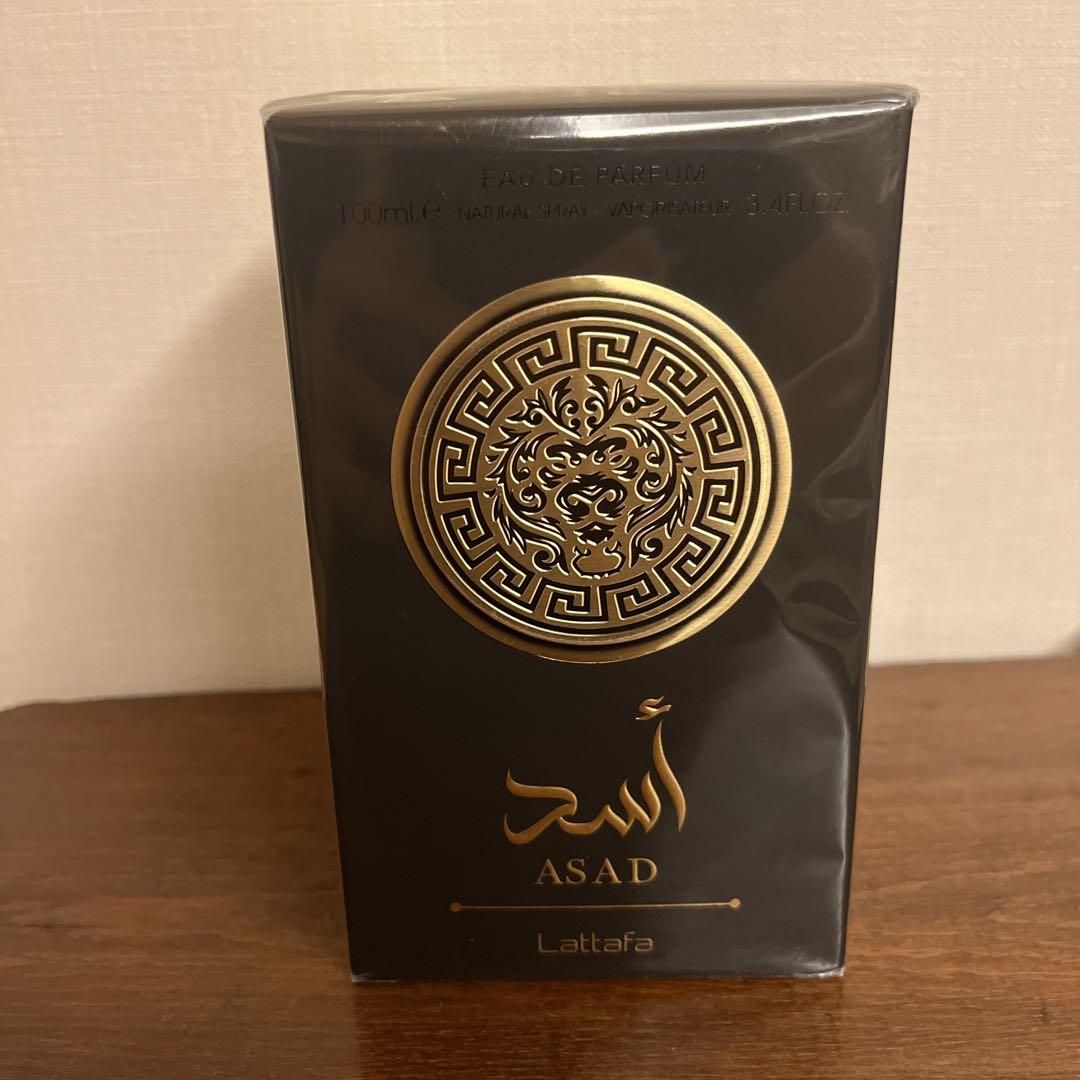 EAU DE PARFUM
100ml.e NATURAL SPRAY - VAPORISATEUR 3.4Fl.OZ.
أسد
ASAD
Lattafa